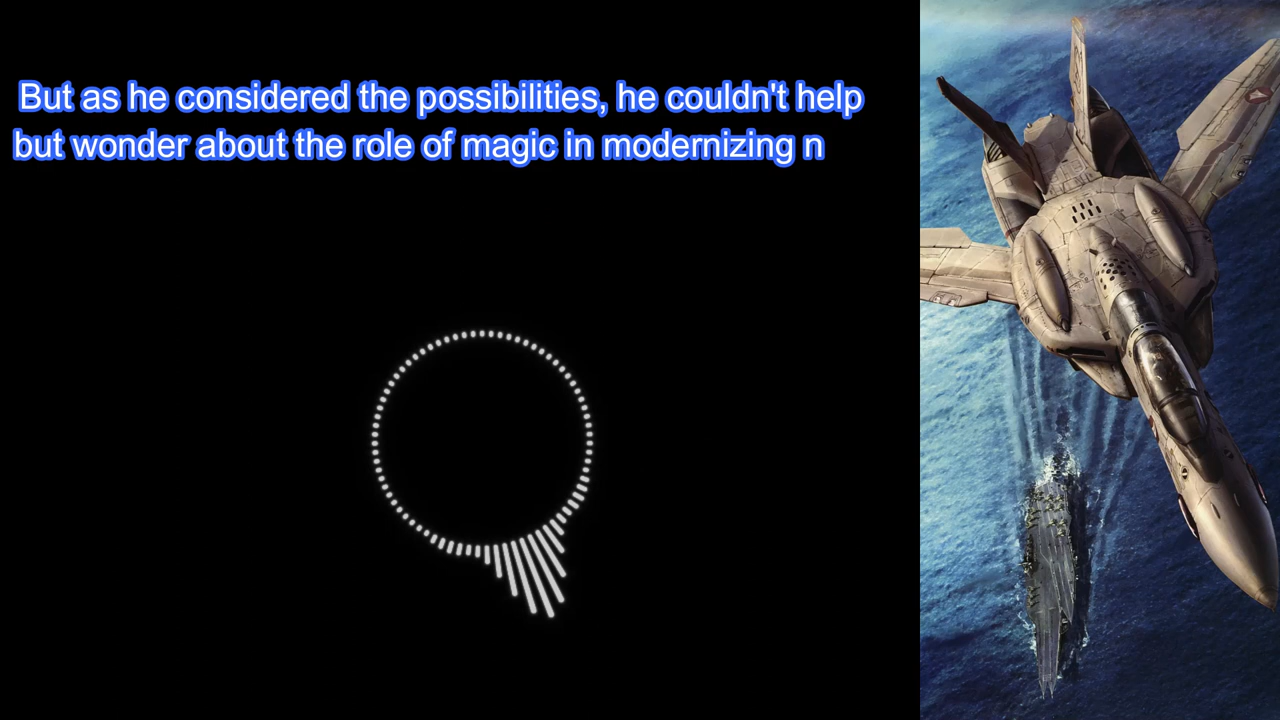 But as he considered the possibilities, he couldn't help
but wonder about the role of magic in modernizing n